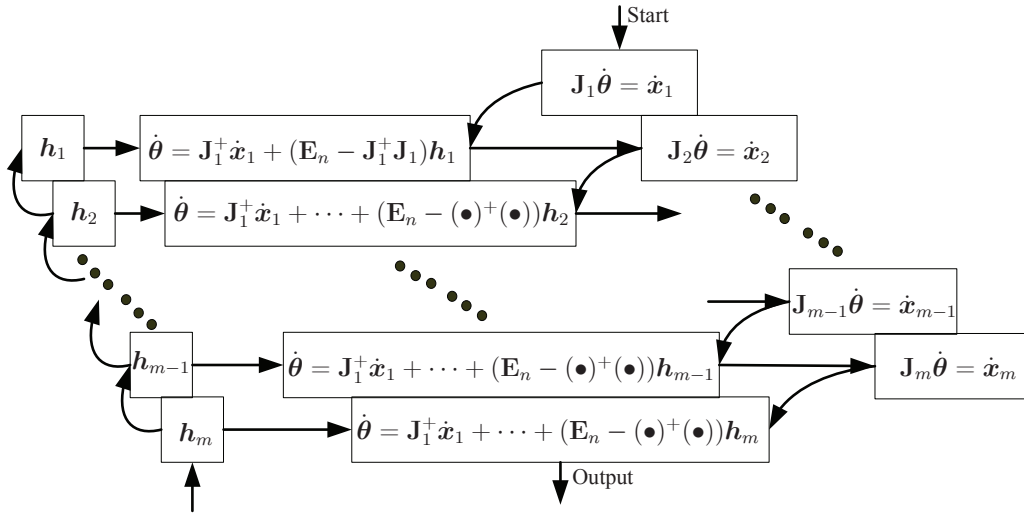 Start
J₁θ̇ = ẋ₁
h₁
θ̇ = J₁⁺ẋ₁ + (Eₙ − J₁⁺J₁)h₁
J₂θ̇ = ẋ₂
h₂
θ̇ = J₁⁺ẋ₁ + ⋯ + (Eₙ − (•)⁺(•))h₂
Jₘ₋₁θ̇ = ẋₘ₋₁
hₘ₋₁
θ̇ = J₁⁺ẋ₁ + ⋯ + (Eₙ − (•)⁺(•))hₘ₋₁
Jₘθ̇ = ẋₘ
hₘ
θ̇ = J₁⁺ẋ₁ + ⋯ + (Eₙ − (•)⁺(•))hₘ
Output